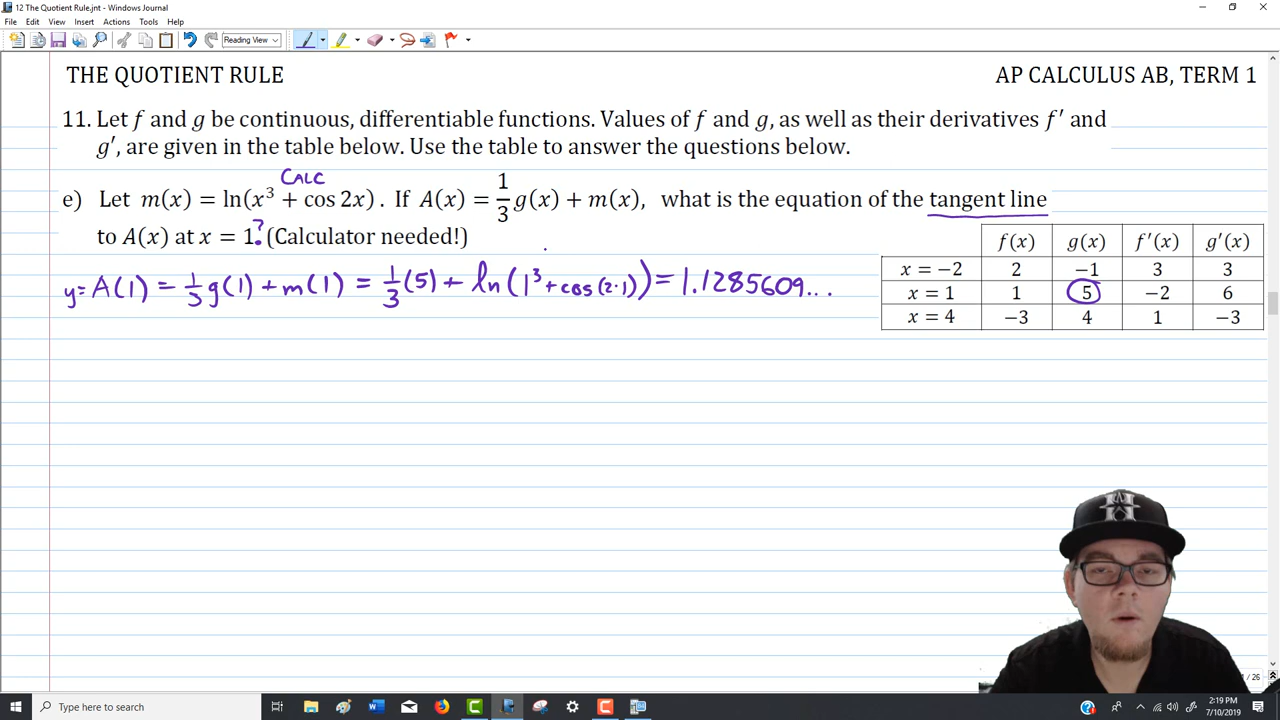 12 The Quotient Rule.jnt - Windows Journal
File Edit View Insert Actions Tools Help
Reading View
THE QUOTIENT RULE AP CALCULUS AB, TERM 1
11. Let f and g be continuous, differentiable functions. Values of f and g, as well as their derivatives f′ and
g′, are given in the table below. Use the table to answer the questions below.
CALC
e) Let m(x) = ln(x³ + cos 2x) . If A(x) = 1/3 g(x) + m(x), what is the equation of the tangent line
to A(x) at x = 1? (Calculator needed!)
f(x) g(x) f′(x) g′(x)
x = −2 2 −1 3 3
x = 1 1 5 −2 6
x = 4 −3 4 1 −3
y = A(1) = 1/3 g(1) + m(1) = 1/3 (5) + ln(1³ + cos(2·1)) = 1.1285609...
/ 26
Type here to search
2:19 PM
7/10/2019